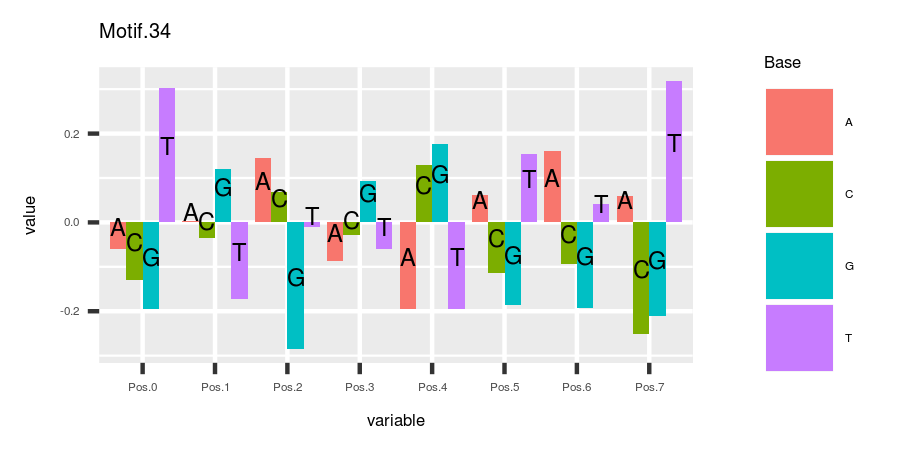 Motif.34
value
0.2
0.0
-0.2
A C G T
A C G T
A C G T
A C G T
A C G T
A C G T
A C G T
A C G T
Pos.0 Pos.1 Pos.2 Pos.3 Pos.4 Pos.5 Pos.6 Pos.7
variable
Base
A
C
G
T